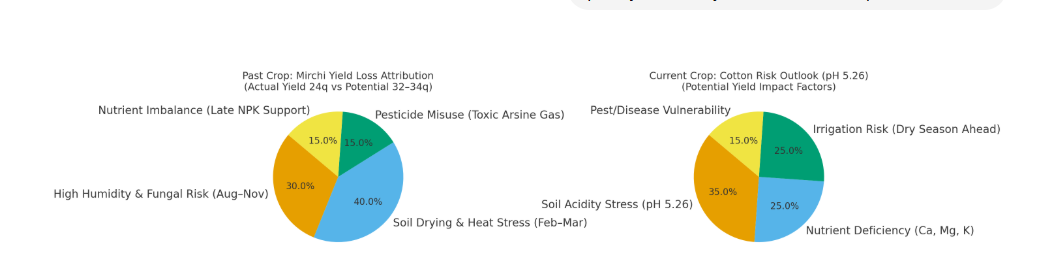 Past Crop: Mirchi Yield Loss Attribution
(Actual Yield 24q vs Potential 32–34q)
Nutrient Imbalance (Late NPK Support)
Pesticide Misuse (Toxic Arsine Gas)
15.0%
15.0%
30.0%
High Humidity & Fungal Risk (Aug–Nov)
40.0%
Soil Drying & Heat Stress (Feb–Mar)
Current Crop: Cotton Risk Outlook (pH 5.26)
(Potential Yield Impact Factors)
Pest/Disease Vulnerability
Irrigation Risk (Dry Season Ahead)
15.0%
25.0%
35.0%
Soil Acidity Stress (pH 5.26)
25.0%
Nutrient Deficiency (Ca, Mg, K)